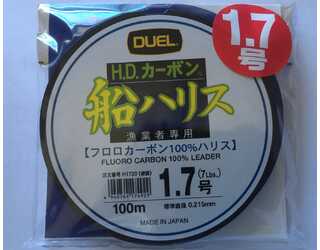 DUEL
1.7
号
H.D.カーボン
船ハリス
漁業者専用
【フロロカーボン100%ハリス】
FLUORO CARBON 100% LEADER
1.7号
(7Lbs.)
100m
標準直径 0.215mm
MADE IN JAPAN